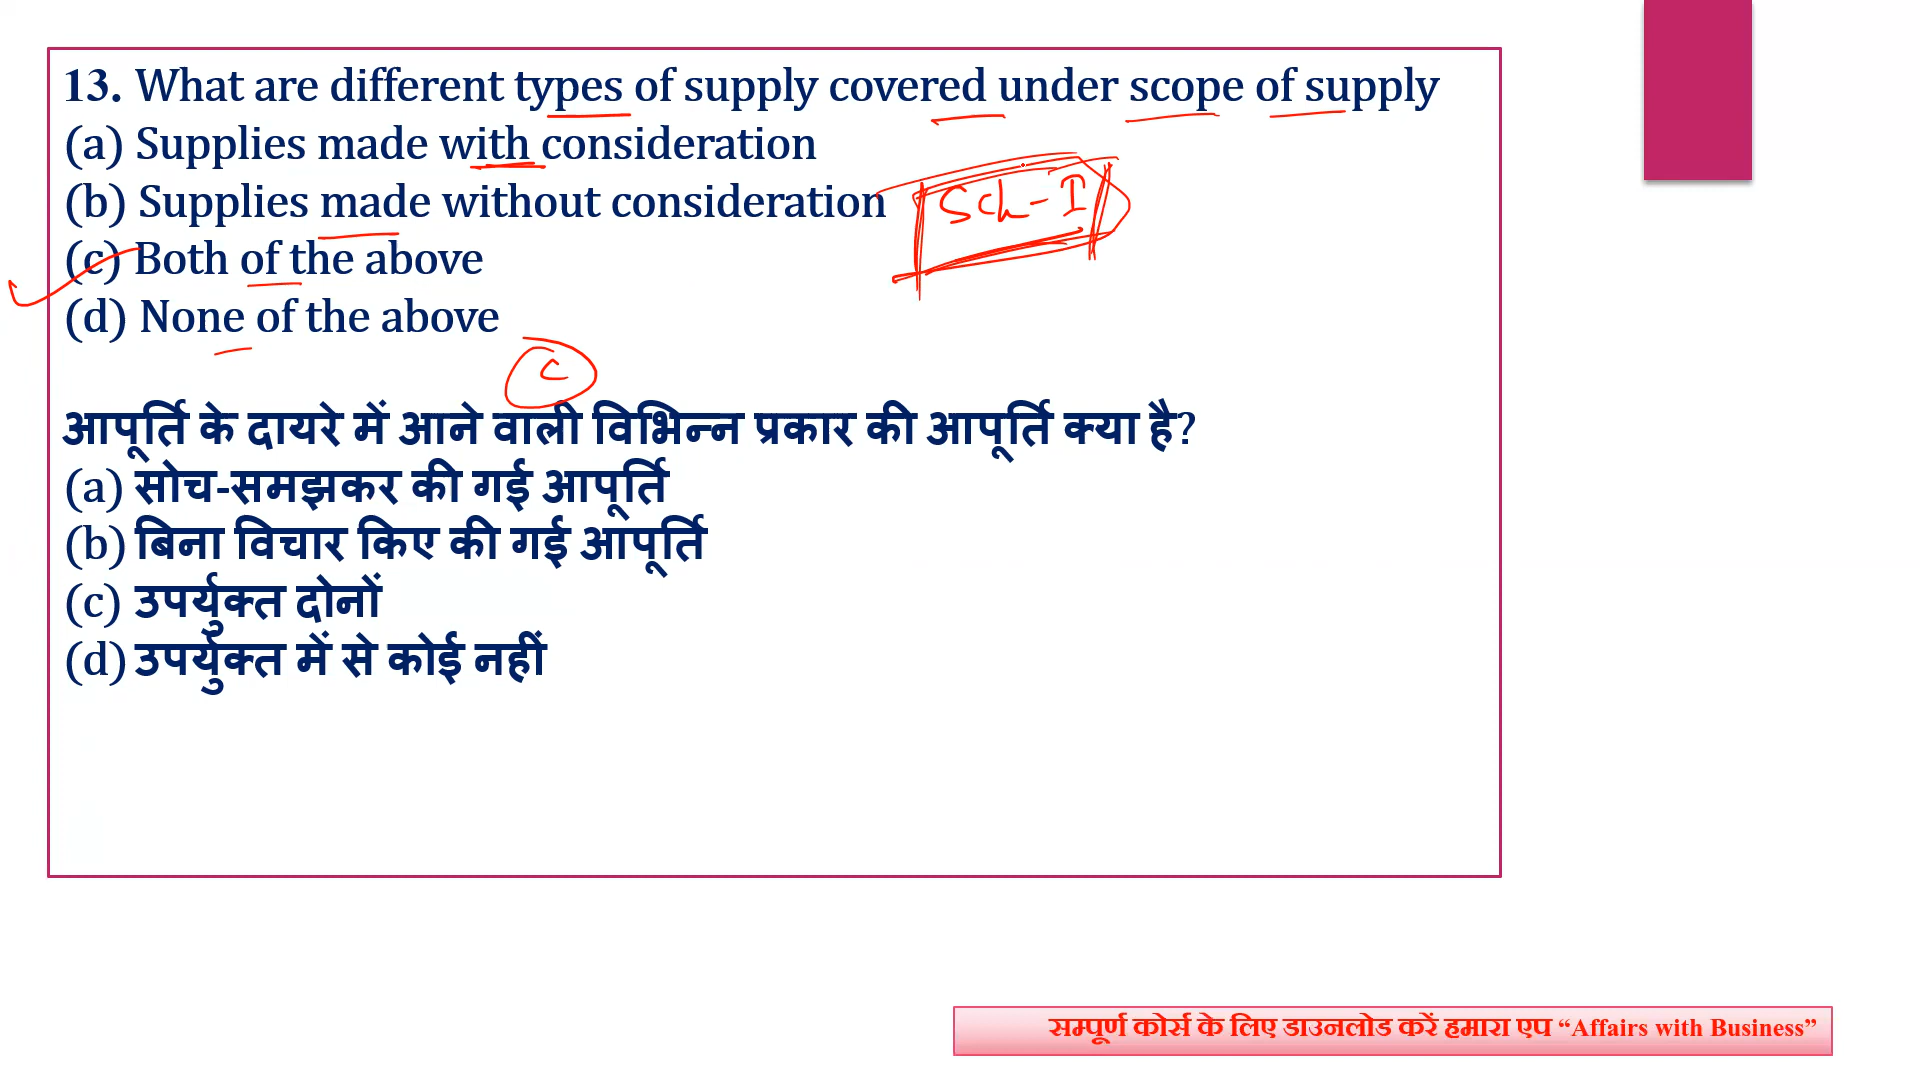 13. What are different types of supply covered under scope of supply
(a) Supplies made with consideration
(b) Supplies made without consideration Sch-I
(c) Both of the above
(d) None of the above
c
आपूर्ति के दायरे में आने वाली विभिन्न प्रकार की आपूर्ति क्या है?
(a) सोच-समझकर की गई आपूर्ति
(b) बिना विचार किए की गई आपूर्ति
(c) उपर्युक्त दोनों
(d) उपर्युक्त में से कोई नहीं
सम्पूर्ण कोर्स के लिए डाउनलोड करें हमारा एप “Affairs with Business”